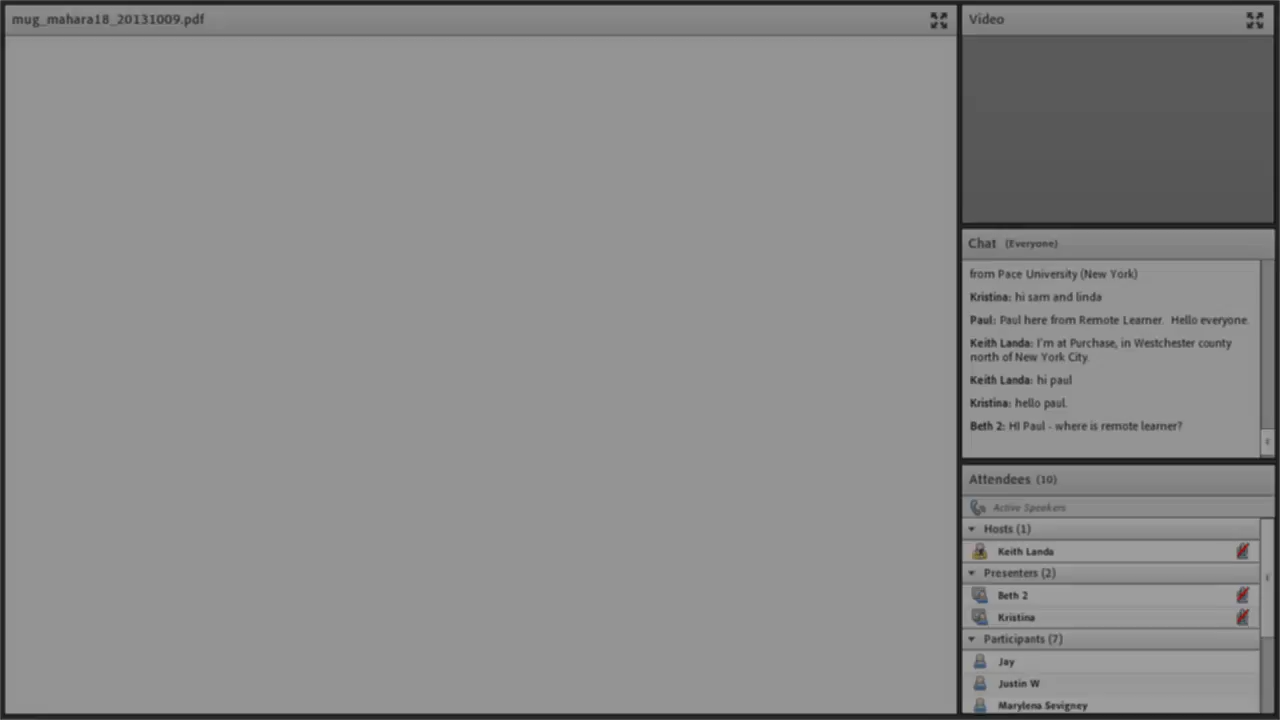 mug_mahara18_20131009.pdf
Video
Chat (Everyone)
from Pace University (New York)
Kristina: hi sam and linda
Paul: Paul here from Remote Learner. Hello everyone.
Keith Landa: I'm at Purchase, in Westchester county
north of New York City.
Keith Landa: hi paul
Kristina: hello paul.
Beth 2: HI Paul - where is remote learner?
Attendees (10)
Active Speakers
Hosts (1)
Keith Landa
Presenters (2)
Beth 2
Kristina
Participants (7)
Joy
Justin W
Marylena Sevigney